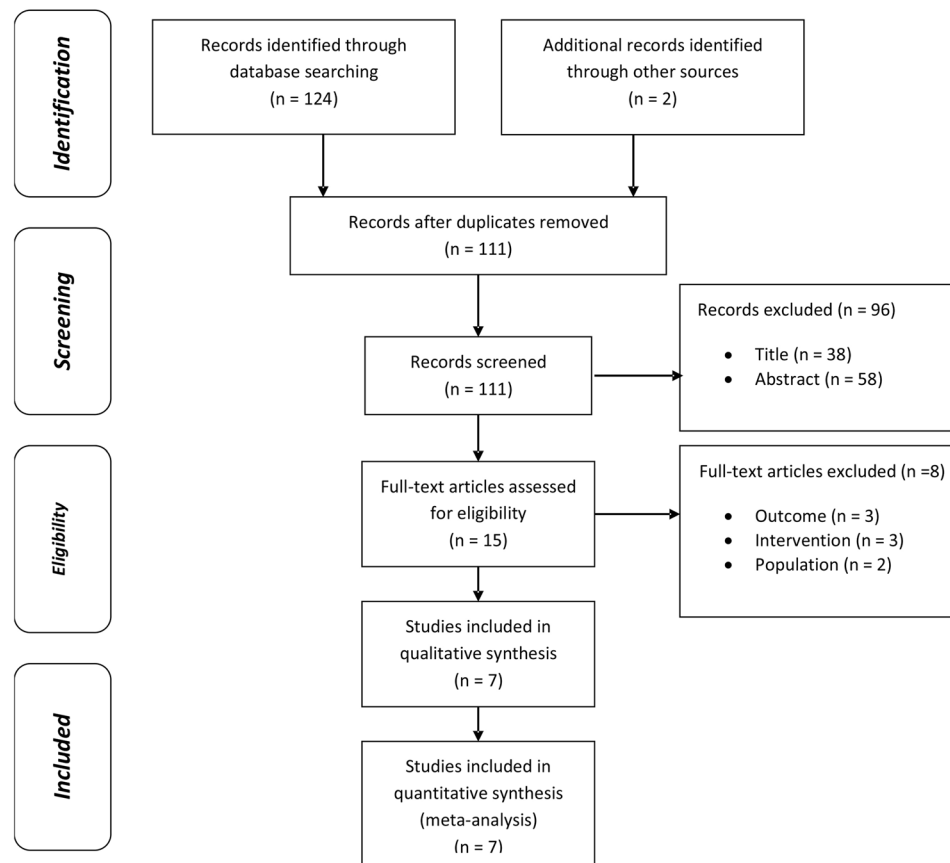 Identification
Records identified through
database searching
(n = 124)
Additional records identified
through other sources
(n = 2)
Records after duplicates removed
(n = 111)
Screening
Records screened
(n = 111)
Records excluded (n = 96)
• Title (n = 38)
• Abstract (n = 58)
Eligibility
Full-text articles assessed
for eligibility
(n = 15)
Full-text articles excluded (n =8)
• Outcome (n = 3)
• Intervention (n = 3)
• Population (n = 2)
Studies included in
qualitative synthesis
(n = 7)
Included
Studies included in
quantitative synthesis
(meta-analysis)
(n = 7)